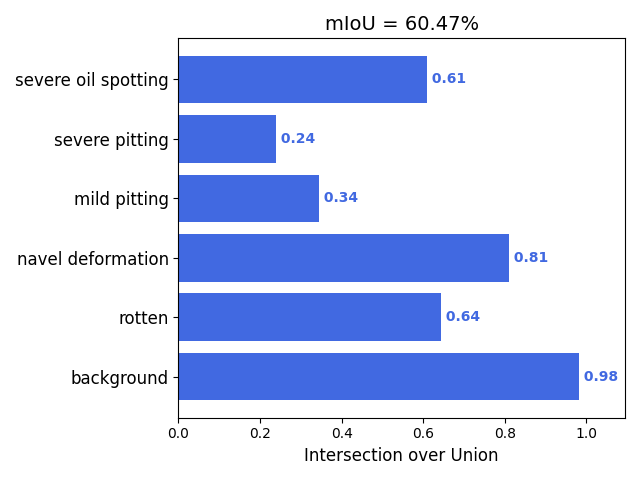 mIoU = 60.47%
severe oil spotting 0.61
severe pitting 0.24
mild pitting 0.34
navel deformation 0.81
rotten 0.64
background 0.98
0.0 0.2 0.4 0.6 0.8 1.0
Intersection over Union